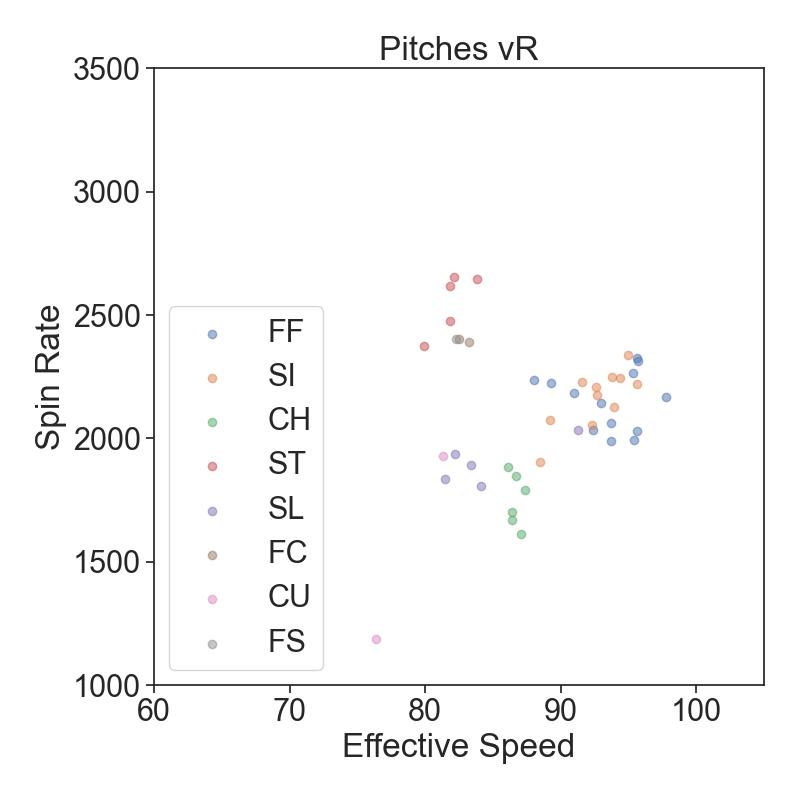 Pitches vR
3500
3000
2500
2000
1500
1000
Spin Rate
FF
SI
CH
ST
SL
FC
CU
FS
60 70 80 90 100
Effective Speed